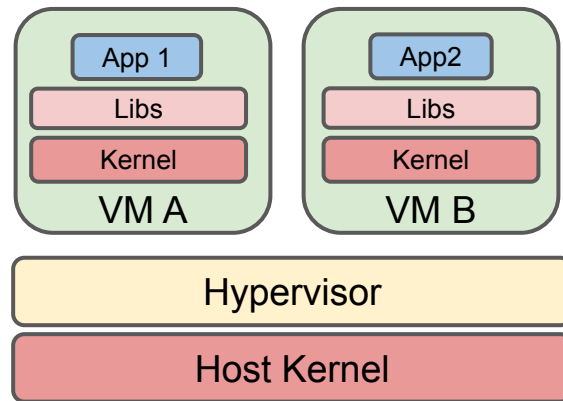 App 1
Libs
Kernel
VM A
App2
Libs
Kernel
VM B
Hypervisor
Host Kernel